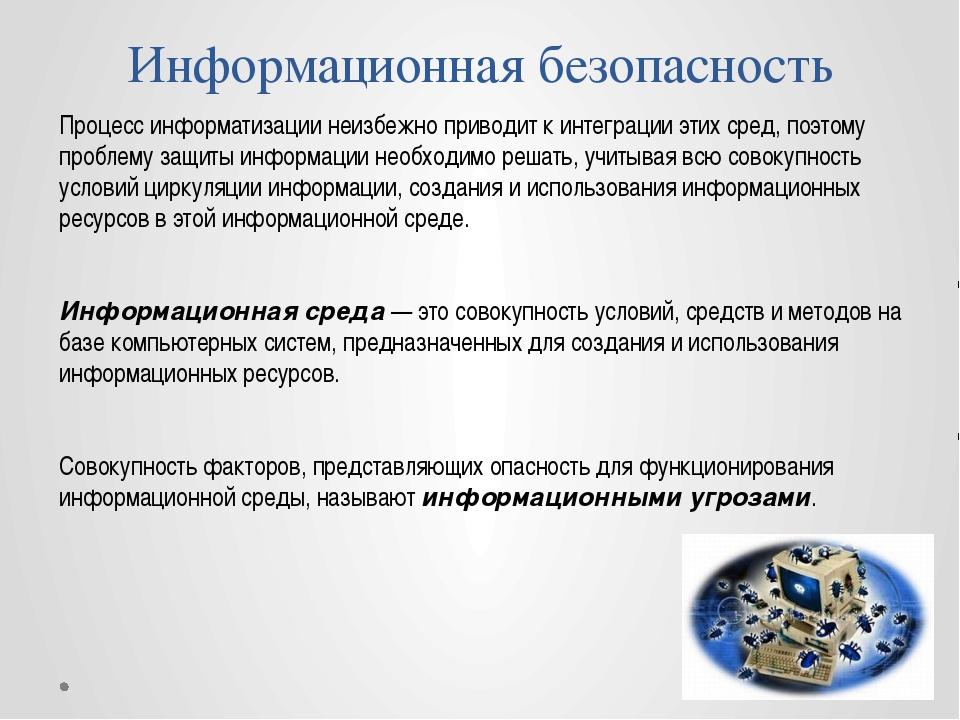 Информационная безопасность
Процесс информатизации неизбежно приводит к интеграции этих сред, поэтому
проблему защиты информации необходимо решать, учитывая всю совокупность
условий циркуляции информации, создания и использования информационных
ресурсов в этой информационной среде.
Информационная среда — это совокупность условий, средств и методов на
базе компьютерных систем, предназначенных для создания и использования
информационных ресурсов.
Совокупность факторов, представляющих опасность для функционирования
информационной среды, называют информационными угрозами.